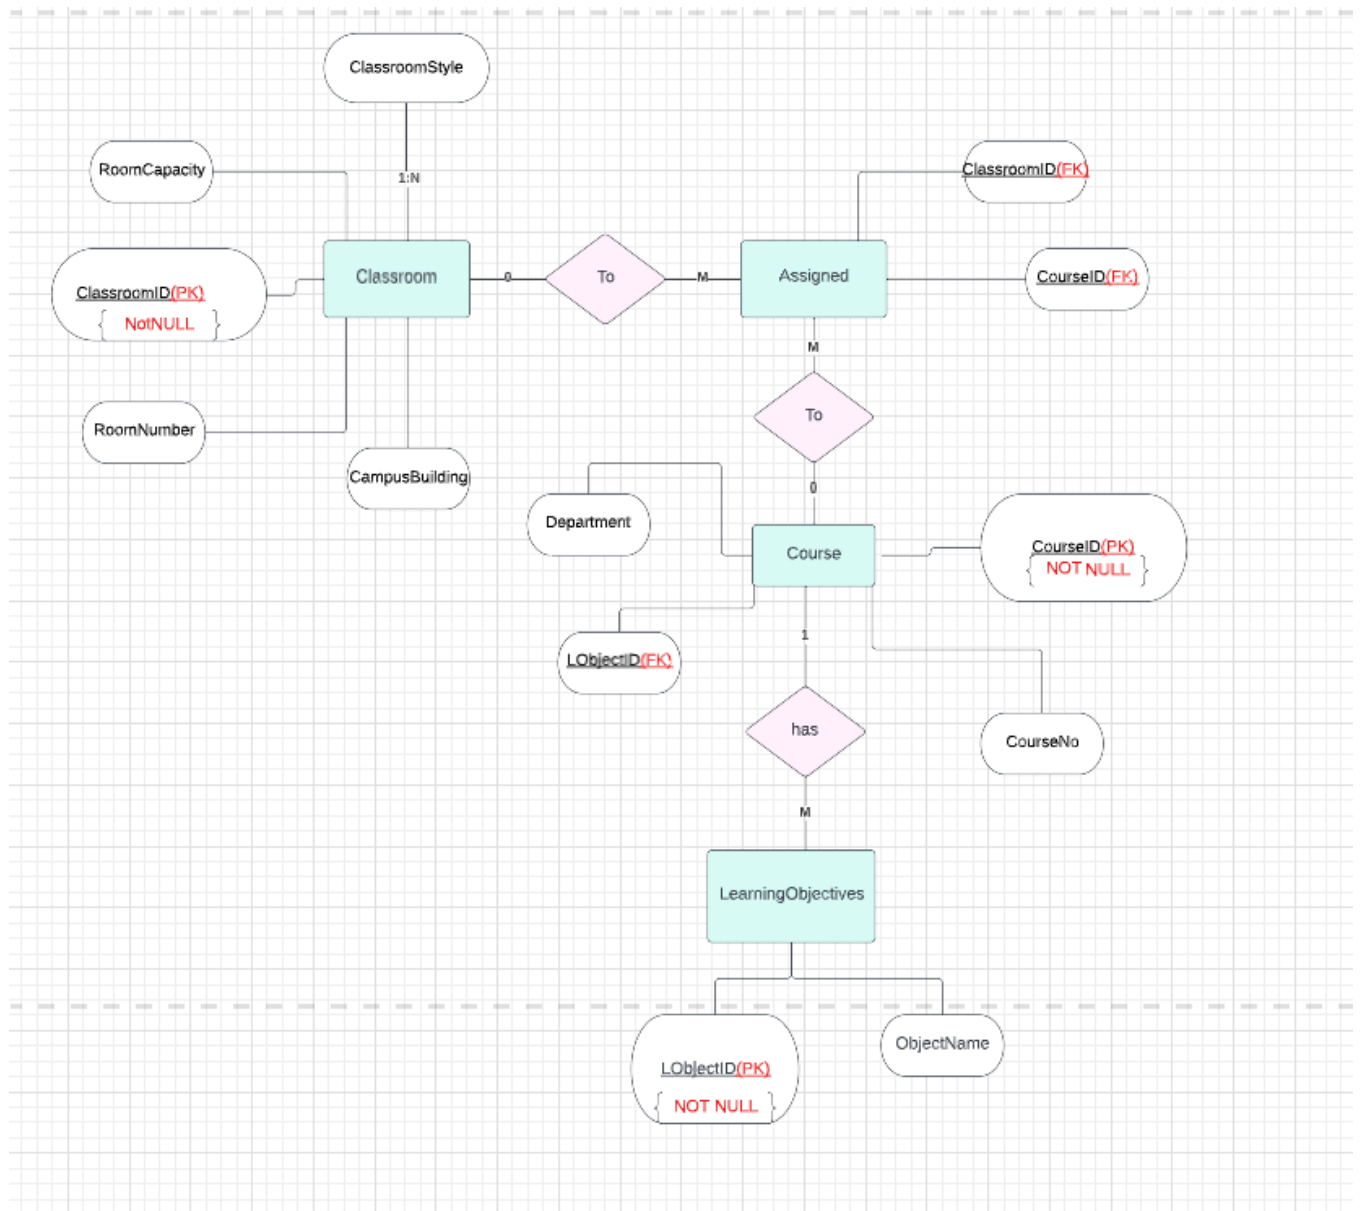 ClassroomStyle
RoomCapacity
ClassroomID(FK)
1:N
Classroom
0
To
M
Assigned
CourseID(FK)
ClassroomID(PK)
{ NotNULL }
M
RoomNumber
To
CampusBuilding
0
Department
Course
CourseID(PK)
{ NOT NULL }
1
LObjectID(FK)
has
CourseNo
M
LearningObjectives
ObjectName
LObjectID(PK)
{ NOT NULL }